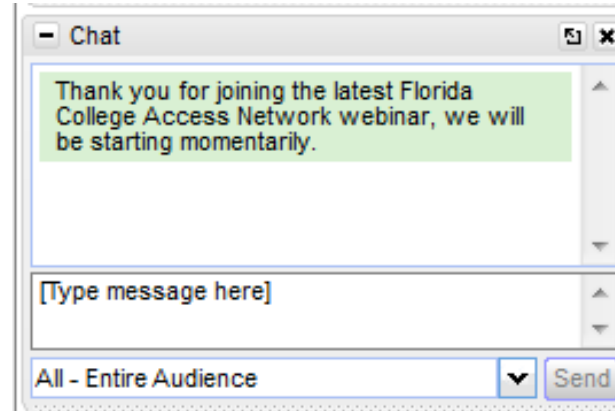 Chat
Thank you for joining the latest Florida
College Access Network webinar, we will
be starting momentarily.
[Type message here]
All - Entire Audience
Send